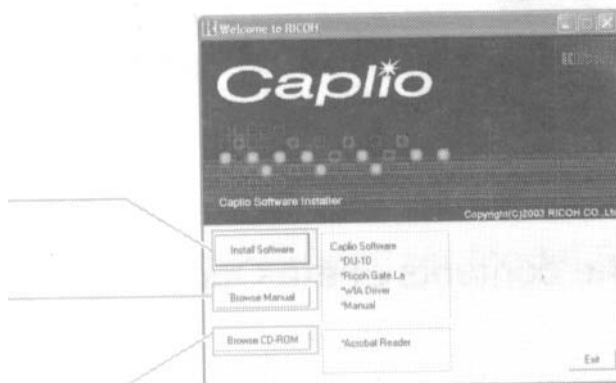 Welcome to RICOH
Caplio
Caplio Software Installer
Copyright(C)2003 RICOH CO.,Ltd
Install Software
Caplio Software
*DU-10
*Ricoh Gate La
*WIA Driver
*Manual
Browse Manual
Browse CD-ROM
*Acrobat Reader
Exit